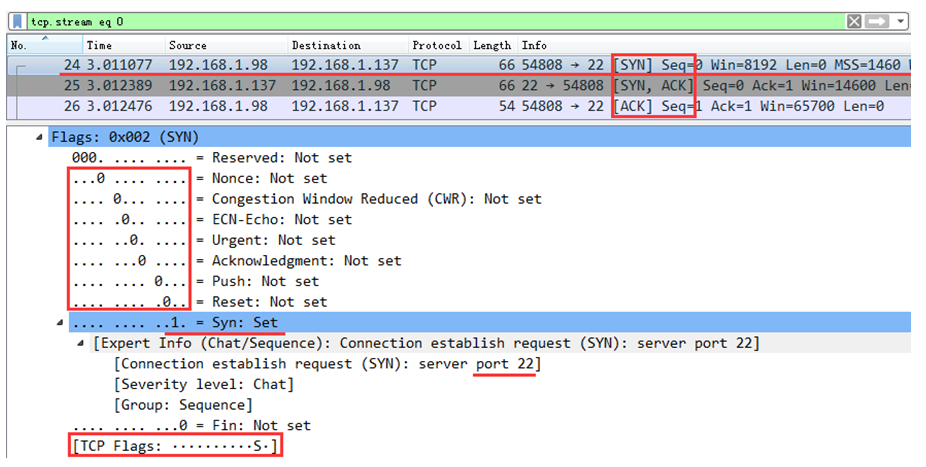 tcp.stream eq 0
No. Time Source Destination Protocol Length Info
24 3.011077 192.168.1.98 192.168.1.137 TCP 66 54808 → 22 [SYN] Seq=0 Win=8192 Len=0 MSS=1460
25 3.012389 192.168.1.137 192.168.1.98 TCP 66 22 → 54808 [SYN, ACK] Seq=0 Ack=1 Win=14600 Len=
26 3.012476 192.168.1.98 192.168.1.137 TCP 54 54808 → 22 [ACK] Seq=1 Ack=1 Win=65700 Len=0
Flags: 0x002 (SYN)
000. .... .... = Reserved: Not set
...0 .... .... = Nonce: Not set
.... 0... .... = Congestion Window Reduced (CWR): Not set
.... .0.. .... = ECN-Echo: Not set
.... ..0. .... = Urgent: Not set
.... ...0 .... = Acknowledgment: Not set
.... .... 0... = Push: Not set
.... .... .0.. = Reset: Not set
.... .... ..1. = Syn: Set
[Expert Info (Chat/Sequence): Connection establish request (SYN): server port 22]
[Connection establish request (SYN): server port 22]
[Severity level: Chat]
[Group: Sequence]
.... .... ...0 = Fin: Not set
[TCP Flags: ··········S·]